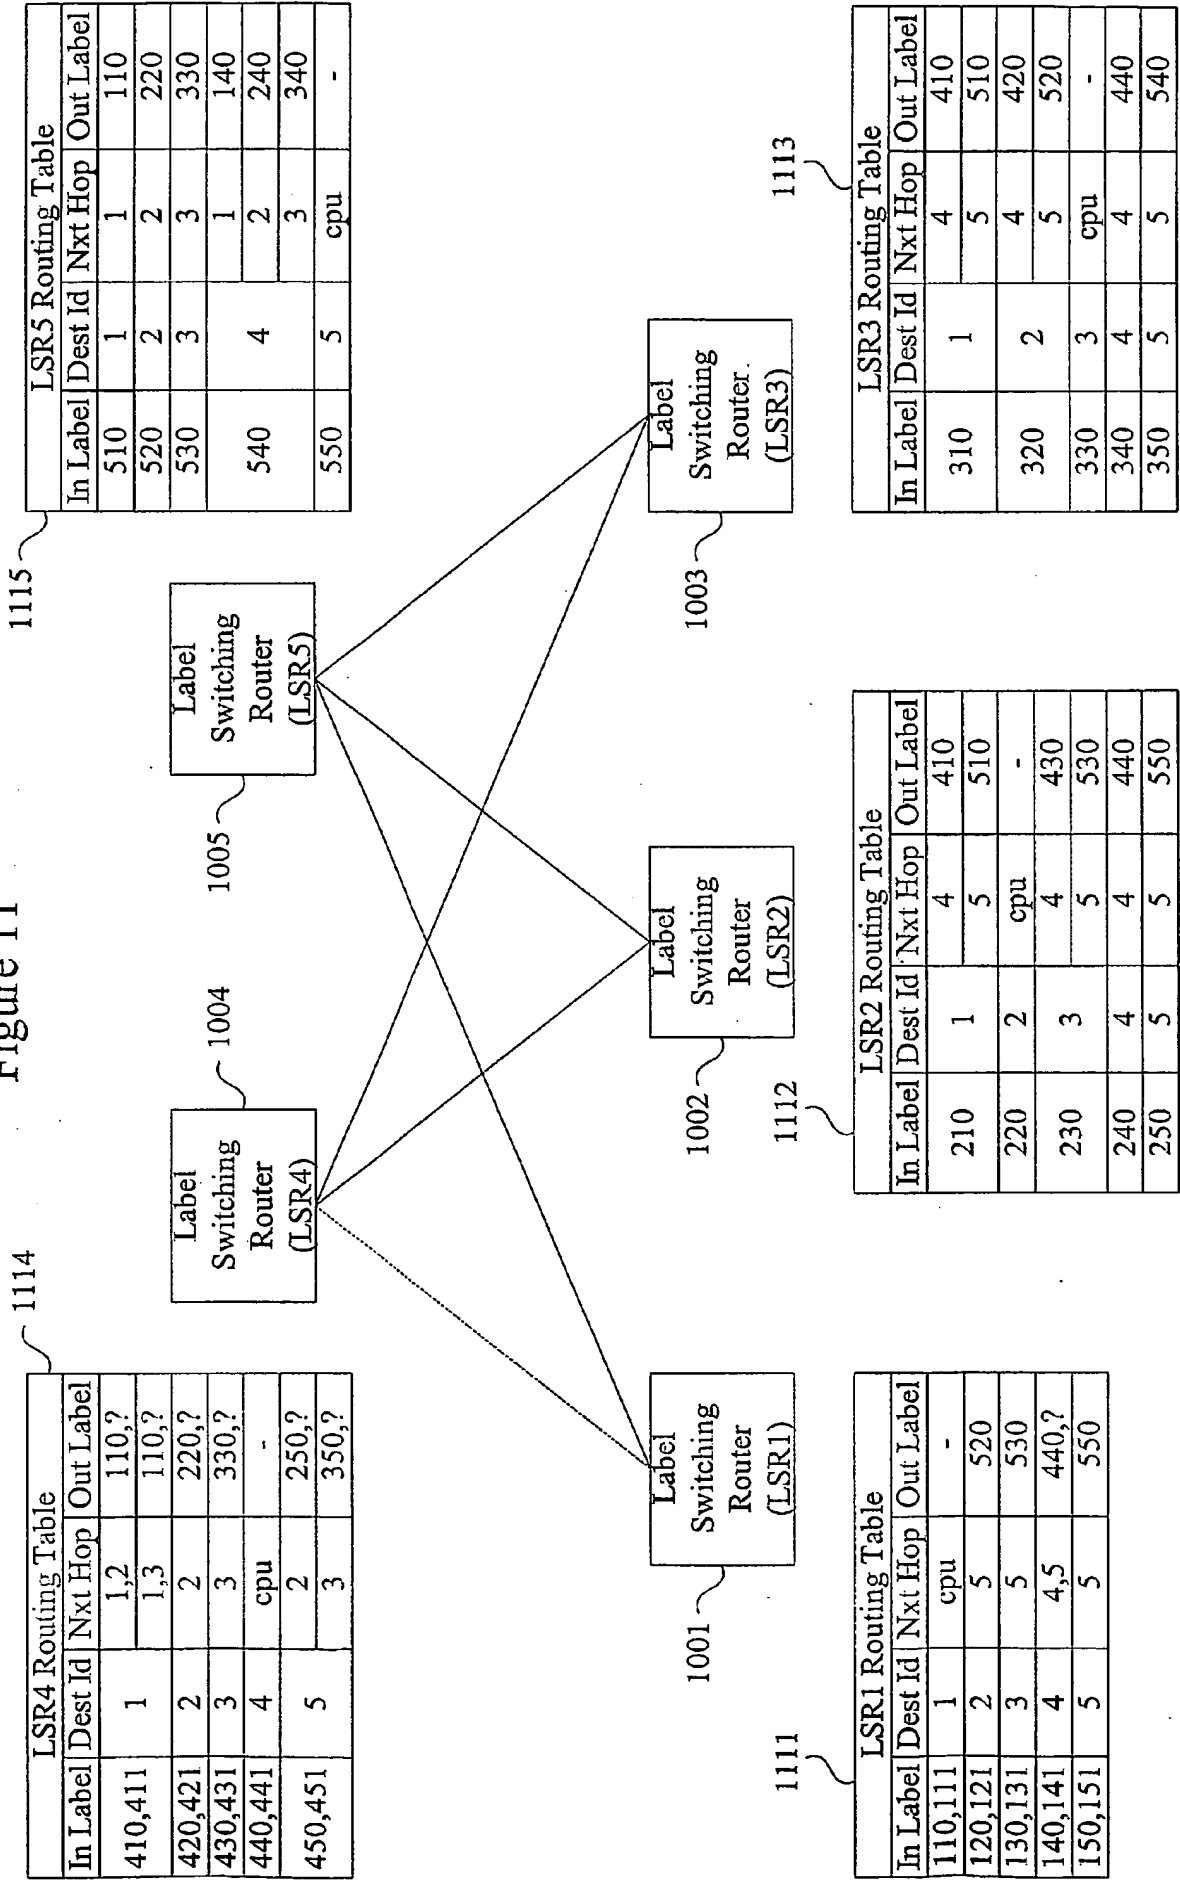 Figure 11
1114
LSR4 Routing Table
In Label Dest Id Nxt Hop Out Label
410,411 1 1,2 110,?
1,3 110,?
420,421 2 2 220,?
430,431 3 3 330,?
440,441 4 cpu -
450,451 5 2 250,?
3 350,?
1004
Label
Switching
Router
(LSR4)
1005
Label
Switching
Router
(LSR5)
1115
LSR5 Routing Table
In Label Dest Id Nxt Hop Out Label
510 1 1 110
520 2 2 220
530 3 3 330
540 4 1 140
2 240
3 340
550 5 cpu -
1001
Label
Switching
Router
(LSR1)
1002
Label
Switching
Router
(LSR2)
1003
Label
Switching
Router.
(LSR3)
1111
LSR1 Routing Table
In Label Dest Id Nxt Hop Out Label
110,111 1 cpu -
120,121 2 5 520
130,131 3 5 530
140,141 4 4,5 440,?
150,151 5 5 550
1112
LSR2 Routing Table
In Label Dest Id Nxt Hop Out Label
210 1 4 410
5 510
220 2 cpu -
230 3 4 430
5 530
240 4 4 440
250 5 5 550
1113
LSR3 Routing Table
In Label Dest Id Nxt Hop Out Label
310 1 4 410
5 510
320 2 4 420
5 520
330 3 cpu -
340 4 4 440
350 5 5 540